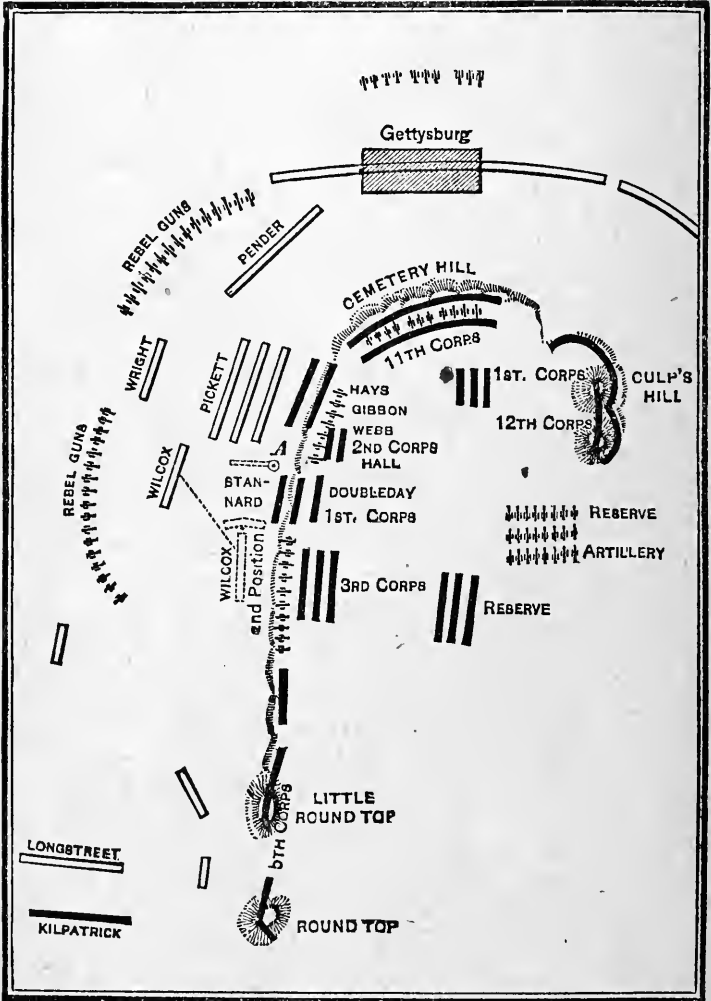 Gettysburg
REBEL GUNS
PENDER
CEMETERY HILL
11TH CORPS
WRIGHT
PICKETT
HAYS
GIBBON
WEBB
2ND CORPS
HALL
1ST. CORPS
CULP'S
HILL
12TH CORPS
A
REBEL GUNS
WILCOX
STAN-
NARD
DOUBLEDAY
1ST. CORPS
RESERVE
ARTILLERY
WILCOX
2nd Position
3RD CORPS
RESERVE
LITTLE
ROUND TOP
5TH CORPS
LONGSTREET.
KILPATRICK
ROUND TOP